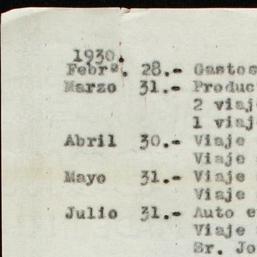 1930.
Febrº. 28.- Gastos
Marzo 31.- Produc
2 viaj
1 viaj
Abril 30.- Viaje
Viaje
Mayo 31.- Viaje
Viaje
Julio 31.- Auto e
Viaje
Sr. Jo